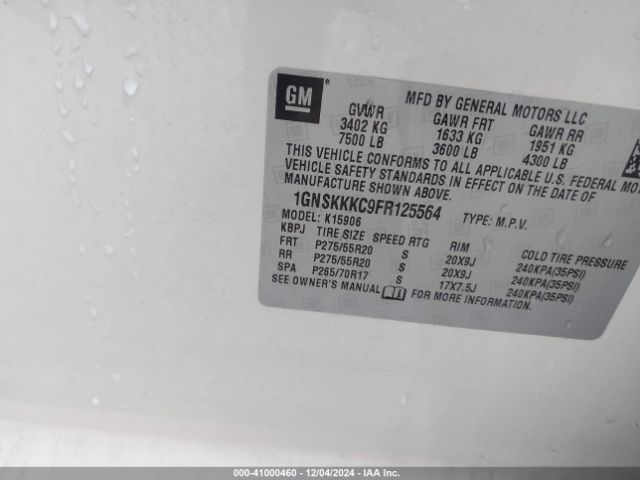 GM ®
MFD BY GENERAL MOTORS LLC
GVWR GAWR FRT GAWR RR
3402 KG 1633 KG 1951 KG
7500 LB 3600 LB 4300 LB
THIS VEHICLE CONFORMS TO ALL APPLICABLE U.S. FEDERAL
VEHICLE SAFETY STANDARDS IN EFFECT ON THE DATE OF
MANUFACTURE SHOWN ABOVE.
1GNSKKKC9FR125564 TYPE: M.P.V.
MODEL: K15906
KBPJ TIRE SIZE SPEED RTG RIM COLD TIRE PRESSURE
FRT P275/55R20 S 20X9J 240KPA(35PSI)
RR P275/55R20 S 20X9J 240KPA(35PSI)
SPA P265/70R17 S 17X7.5J 240KPA(35PSI)
SEE OWNER'S MANUAL FOR MORE INFORMATION.
000-41000460 - 12/04/2024 - IAA Inc.